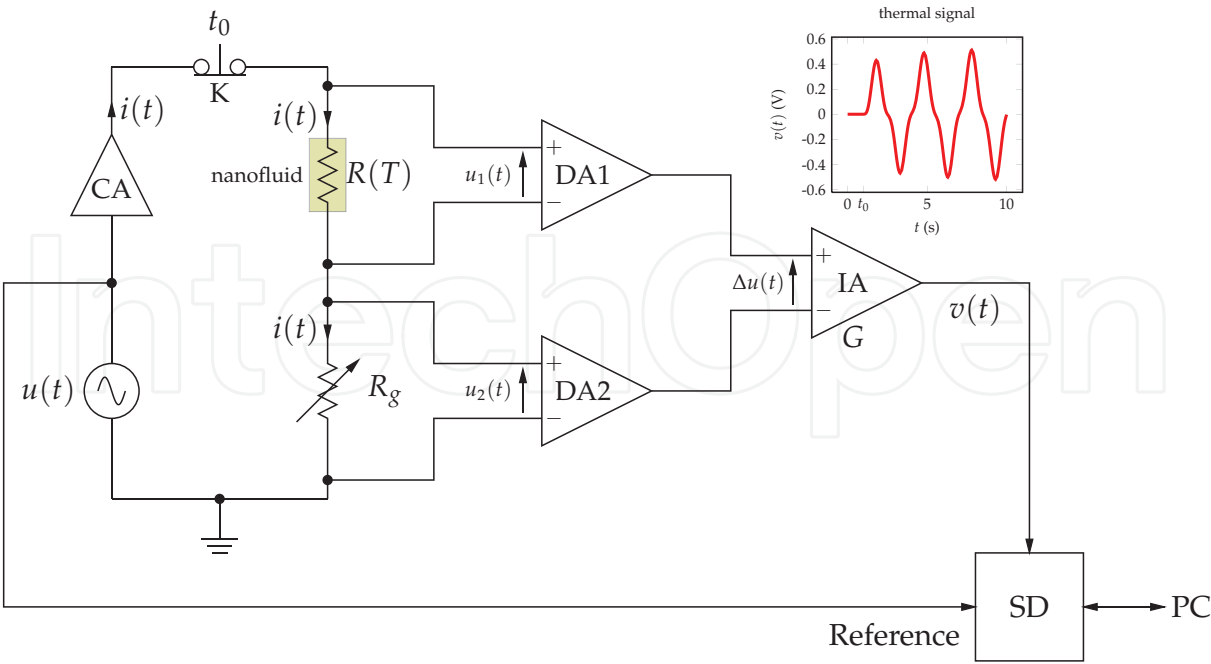 thermal signal
t₀
0.6
0.4
0.2
0
-0.2
-0.4
-0.6
v(t) (V)
0 t₀ 5 10
t (s)
K
i(t)
i(t)
CA
nanofluid
R(T)
u₁(t)
+
DA1
−
+
Δu(t)
IA
−
G
v(t)
i(t)
u(t)
R_g
u₂(t)
+
DA2
−
SD
PC
Reference
IntechOpen